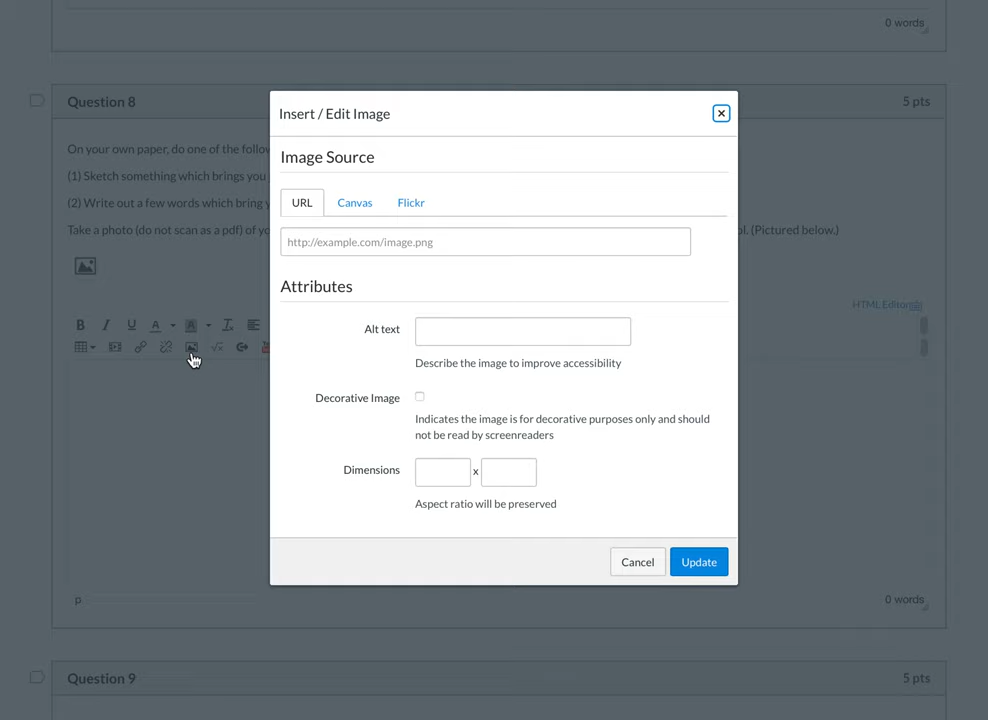 0 words
Question 8
5 pts
Insert / Edit Image
On your own paper, do one of the follow
Image Source
(1) Sketch something which brings you
URL Canvas Flickr
(2) Write out a few words which bring y
Take a photo (do not scan as a pdf) of yo
ol. (Pictured below.)
http://example.com/image.png
Attributes
HTML Editor
B I U A A
Alt text
Describe the image to improve accessibility
Decorative Image
Indicates the image is for decorative purposes only and should
not be read by screenreaders
Dimensions
x
Aspect ratio will be preserved
Cancel Update
p
0 words
Question 9
5 pts